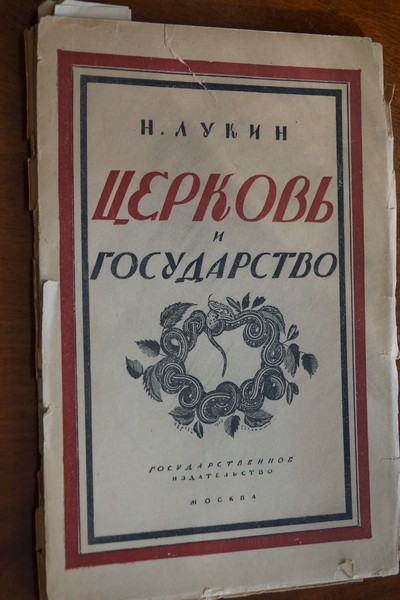 Н. ЛУКИН
ЦЕРКОВЬ
И
ГОСУДАРСТВО
ГОСУДАРСТВЕННОЕ
ИЗДАТЕЛЬСТВО
МОСКВА